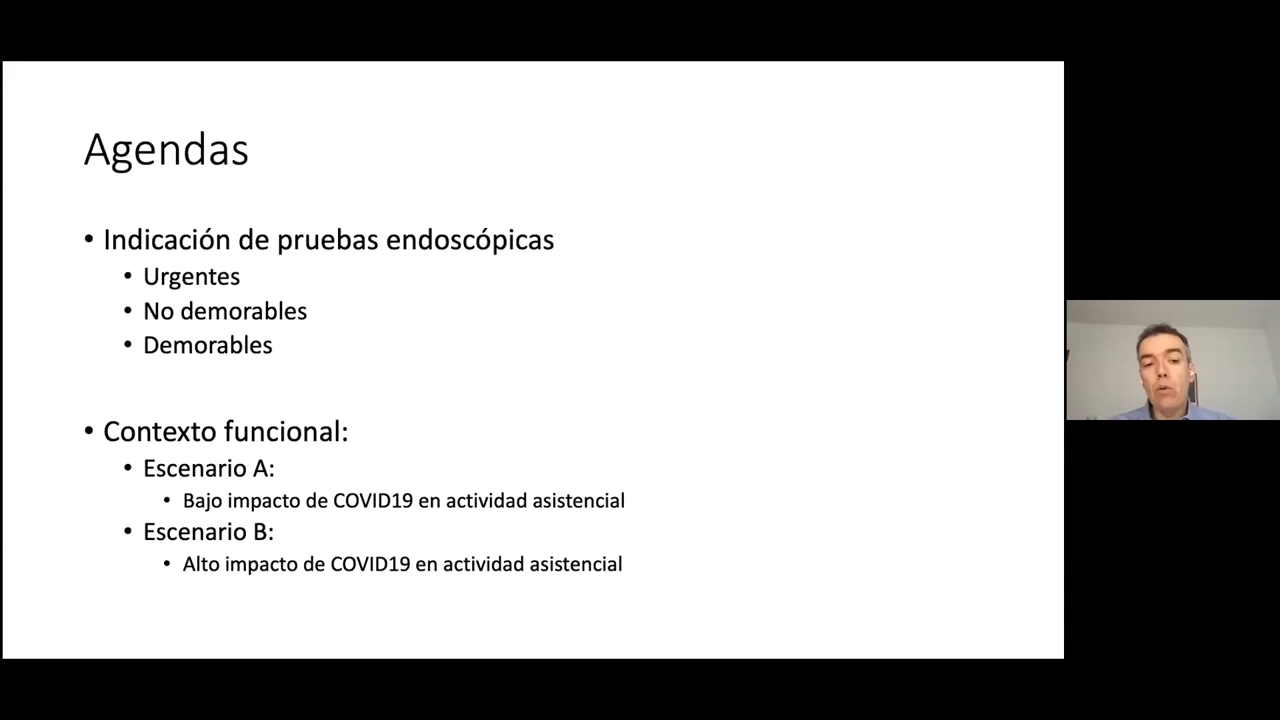 Agendas
• Indicación de pruebas endoscópicas
• Urgentes
• No demorables
• Demorables
• Contexto funcional:
• Escenario A:
• Bajo impacto de COVID19 en actividad asistencial
• Escenario B:
• Alto impacto de COVID19 en actividad asistencial